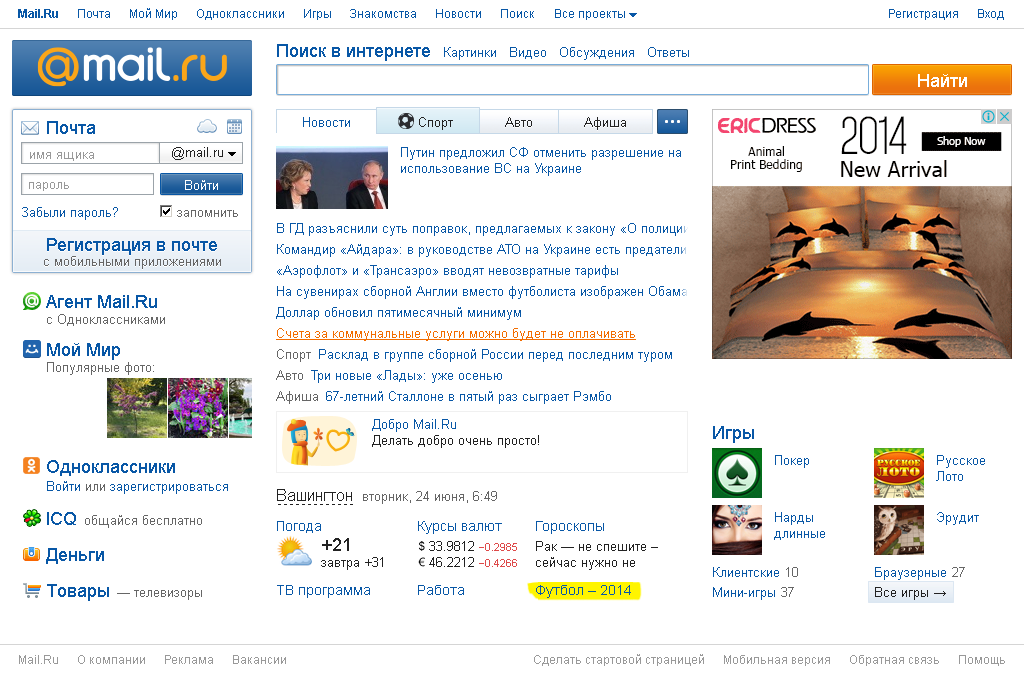 Mail.Ru Почта Мой Мир Одноклассники Игры Знакомства Новости Поиск Все проекты Регистрация Вход
@mail.ru
Поиск в интернете Картинки Видео Обсуждения Ответы
Найти
Почта
имя ящика @mail.ru
пароль Войти
Забыли пароль? запомнить
Регистрация в почте
с мобильными приложениями
Агент Mail.Ru
с Одноклассниками
Мой Мир
Популярные фото:
Одноклассники
Войти или зарегистрироваться
ICQ общайся бесплатно
Деньги
Товары — телевизоры
Новости Спорт Авто Афиша ...
Путин предложил СФ отменить разрешение на
использование ВС на Украине
В ГД разъяснили суть поправок, предлагаемых к закону «О полиции
Командир «Айдара»: в руководстве АТО на Украине есть предатели
«Аэрофлот» и «Трансаэро» вводят невозвратные тарифы
На сувенирах сборной Англии вместо футболиста изображен Обама
Доллар обновил пятимесячный минимум
Счета за коммунальные услуги можно будет не оплачивать
Спорт Расклад в группе сборной России перед последним туром
Авто Три новые «Лады»: уже осенью
Афиша 67-летний Сталлоне в пятый раз сыграет Рэмбо
Добро Mail.Ru
Делать добро очень просто!
Вашингтон вторник, 24 июня, 6:49
Погода
+21
завтра +31
Курсы валют
$ 33.9812 −0.2985
€ 46.2212 −0.4266
Гороскопы
Рак — не спешите –
сейчас нужно не
ТВ программа Работа Футбол – 2014
ERICDRESS
Animal
Print Bedding
2014
New Arrival
Shop Now
Игры
Покер
Русское
Лото
РУССКОЕ
ЛОТО
Нарды
длинные
Эрудит
Клиентские 10 Браузерные 27
Мини-игры 37 Все игры →
Mail.Ru О компании Реклама Вакансии Сделать стартовой страницей Мобильная версия Обратная связь Помощь